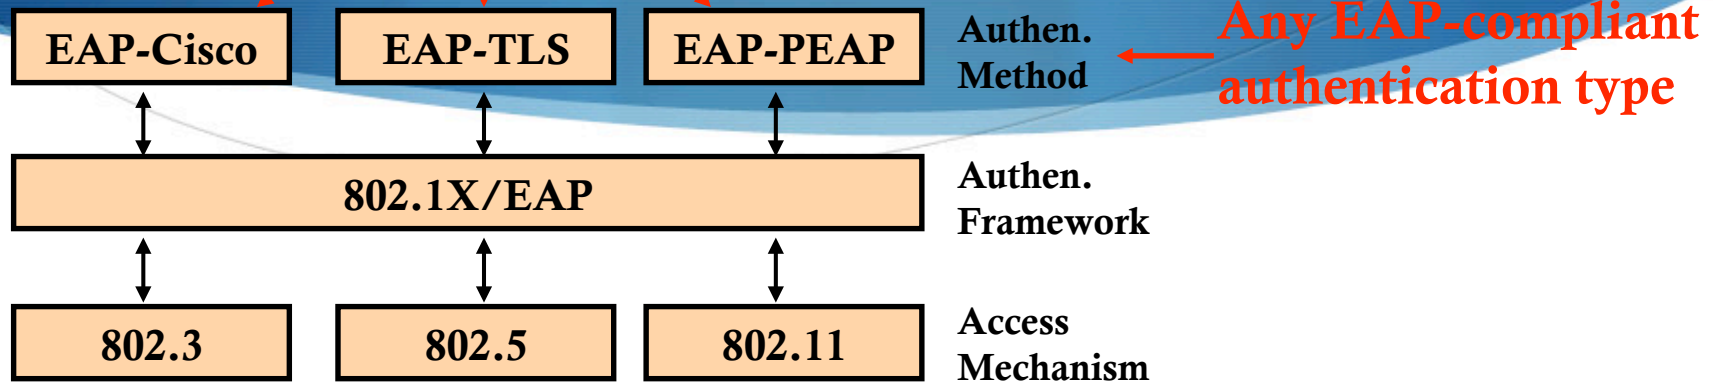 EAP-Cisco
EAP-TLS
EAP-PEAP
Authen.
Method
Any EAP-compliant
authentication type
802.1X/EAP
Authen.
Framework
802.3
802.5
802.11
Access
Mechanism